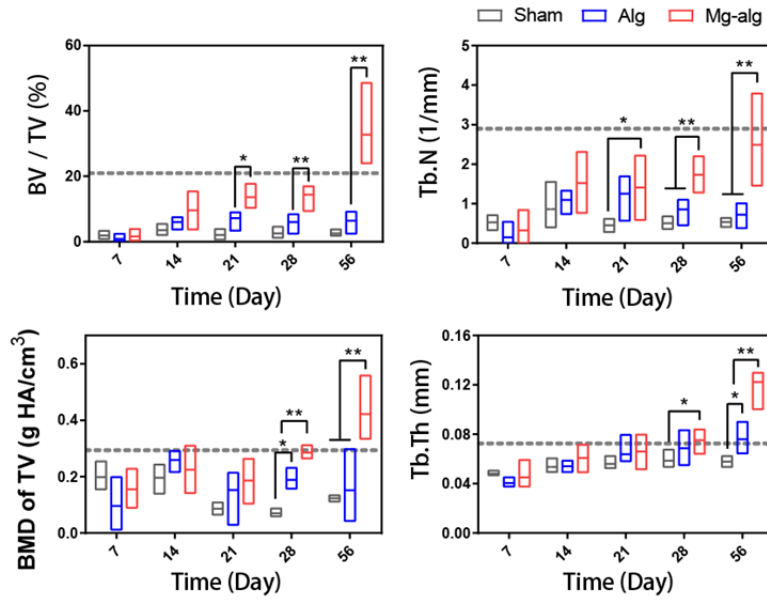 Sham Alg Mg-alg
BV / TV (%)
60
40
20
0
* ** **
7 14 21 28 56
Time (Day)
Tb.N (1/mm)
5
4
3
2
1
0
* ** **
7 14 21 28 56
Time (Day)
BMD of TV (g HA/cm³)
0.6
0.4
0.2
0.0
* ** **
7 14 21 28 56
Time (Day)
Tb.Th (mm)
0.16
0.12
0.08
0.04
0.00
* * **
7 14 21 28 56
Time (Day)